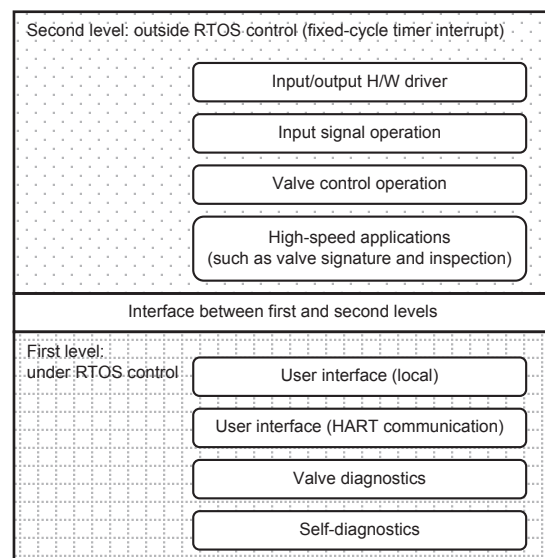 Second level: outside RTOS control (fixed-cycle timer interrupt)
Input/output H/W driver
Input signal operation
Valve control operation
High-speed applications
(such as valve signature and inspection)
Interface between first and second levels
First level:
under RTOS control
User interface (local)
User interface (HART communication)
Valve diagnostics
Self-diagnostics